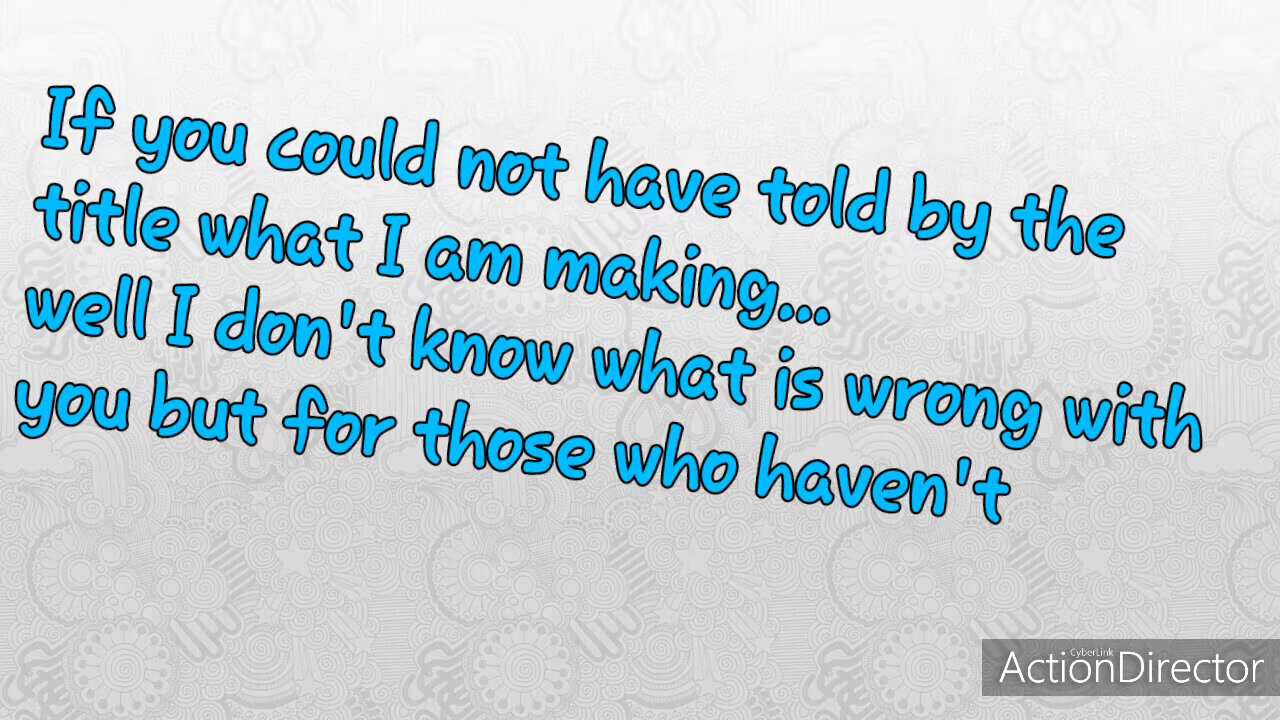 If you could not have told by the
title what I am making...
well I don't know what is wrong with
you but for those who haven't
CyberLink
ActionDirector